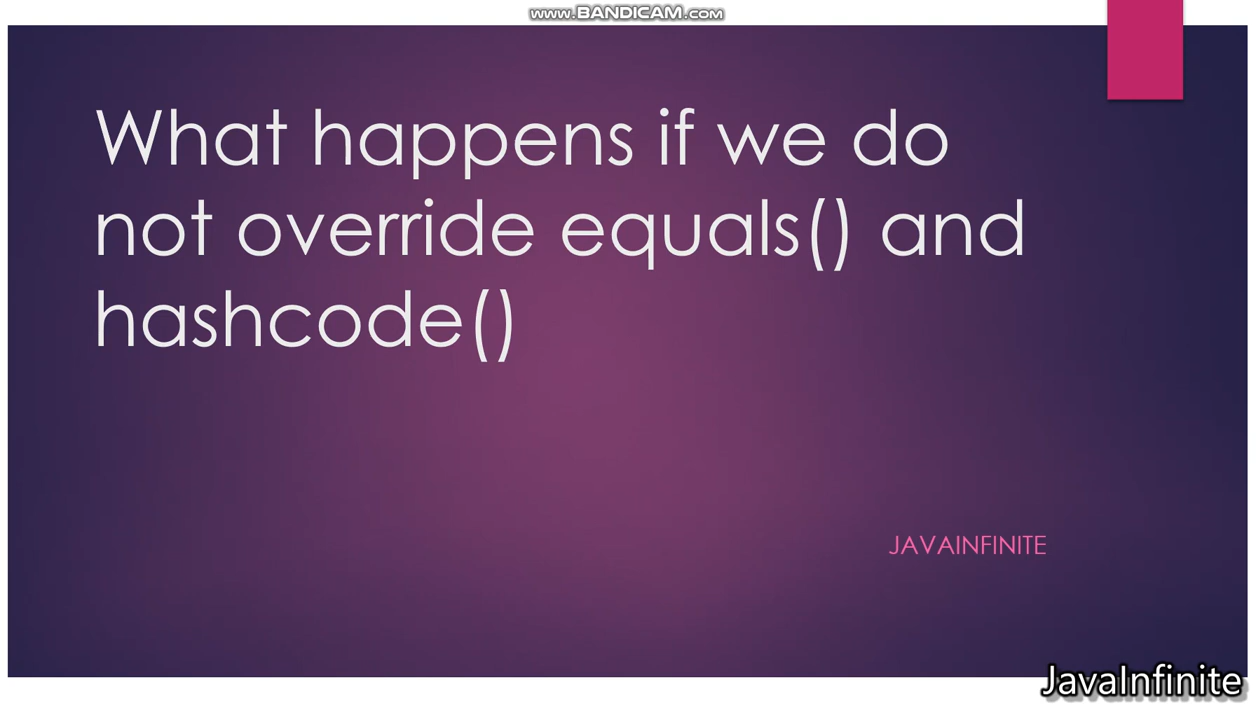 www.BANDICAM.com
What happens if we do
not override equals() and
hashcode()
JAVAINFINITE
JavaInfinite